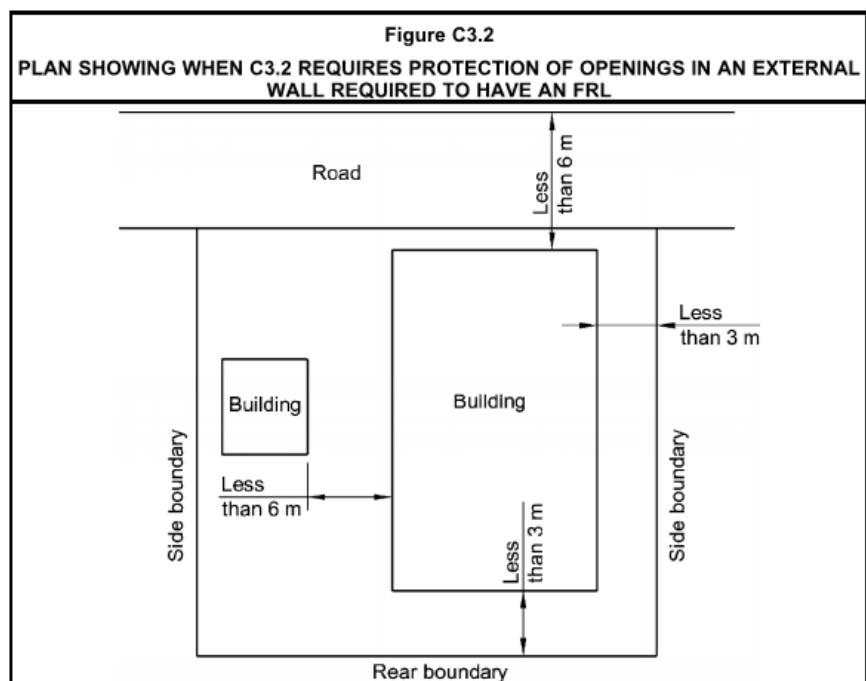 Figure C3.2
PLAN SHOWING WHEN C3.2 REQUIRES PROTECTION OF OPENINGS IN AN EXTERNAL
WALL REQUIRED TO HAVE AN FRL
Road
Less
than 6 m
Less
than 3 m
Building
Building
Less
than 6 m
Less
than 3 m
Side boundary
Side boundary
Rear boundary